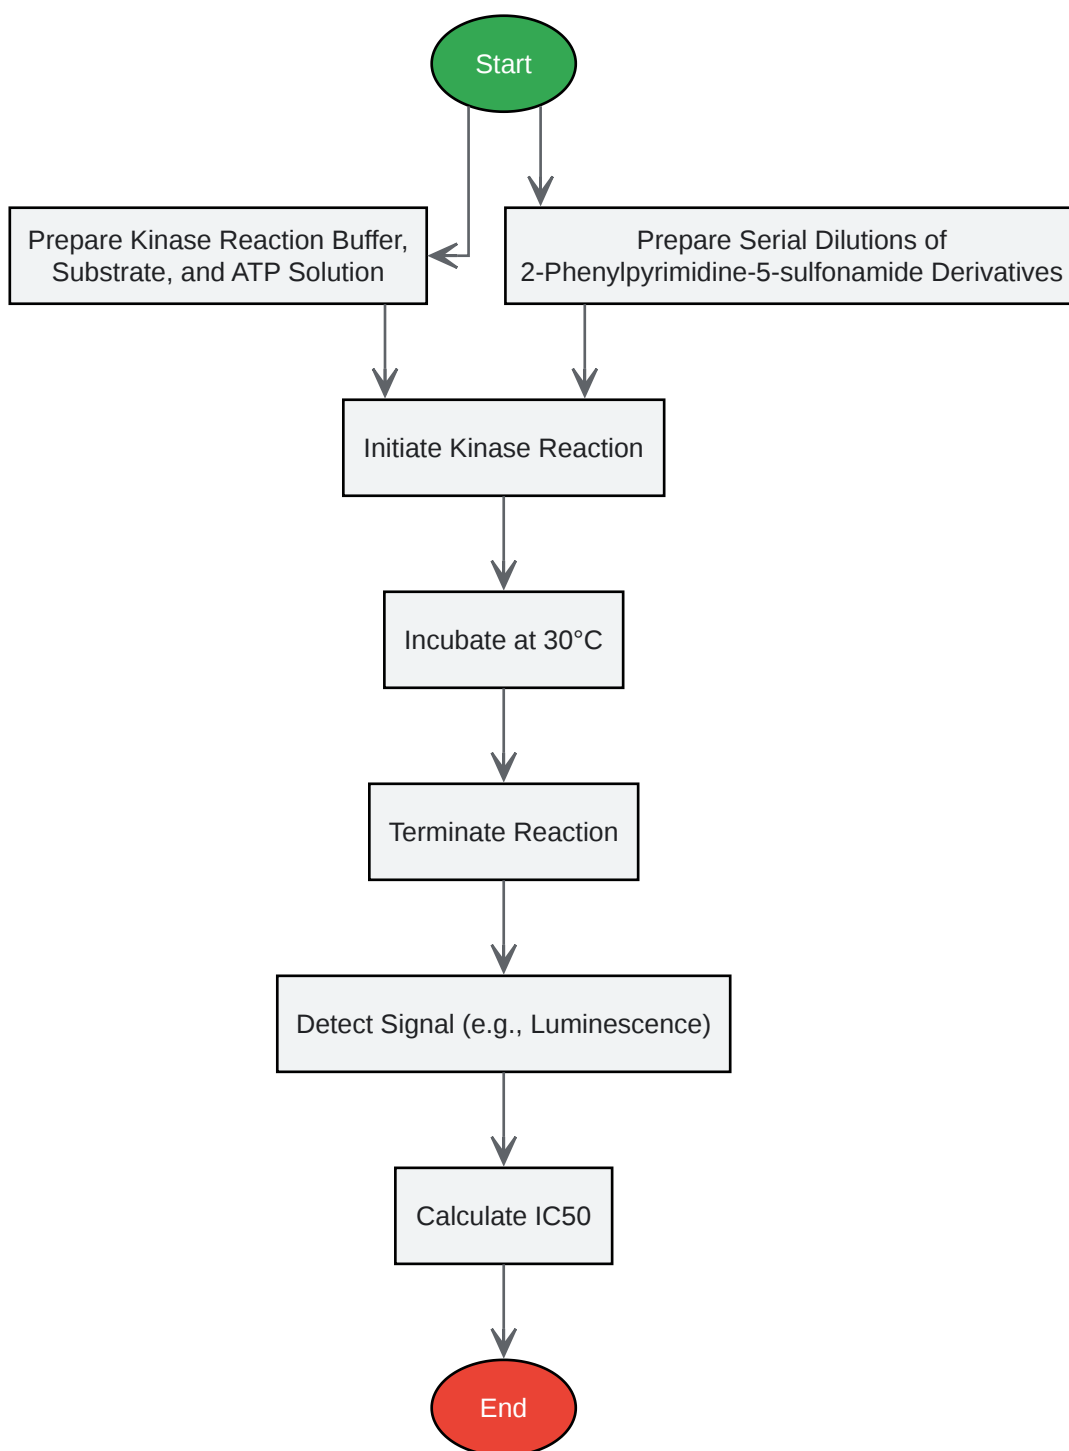 Start
Prepare Kinase Reaction Buffer,
Substrate, and ATP Solution
Prepare Serial Dilutions of
2-Phenylpyrimidine-5-sulfonamide Derivatives
Initiate Kinase Reaction
Incubate at 30°C
Terminate Reaction
Detect Signal (e.g., Luminescence)
Calculate IC50
End